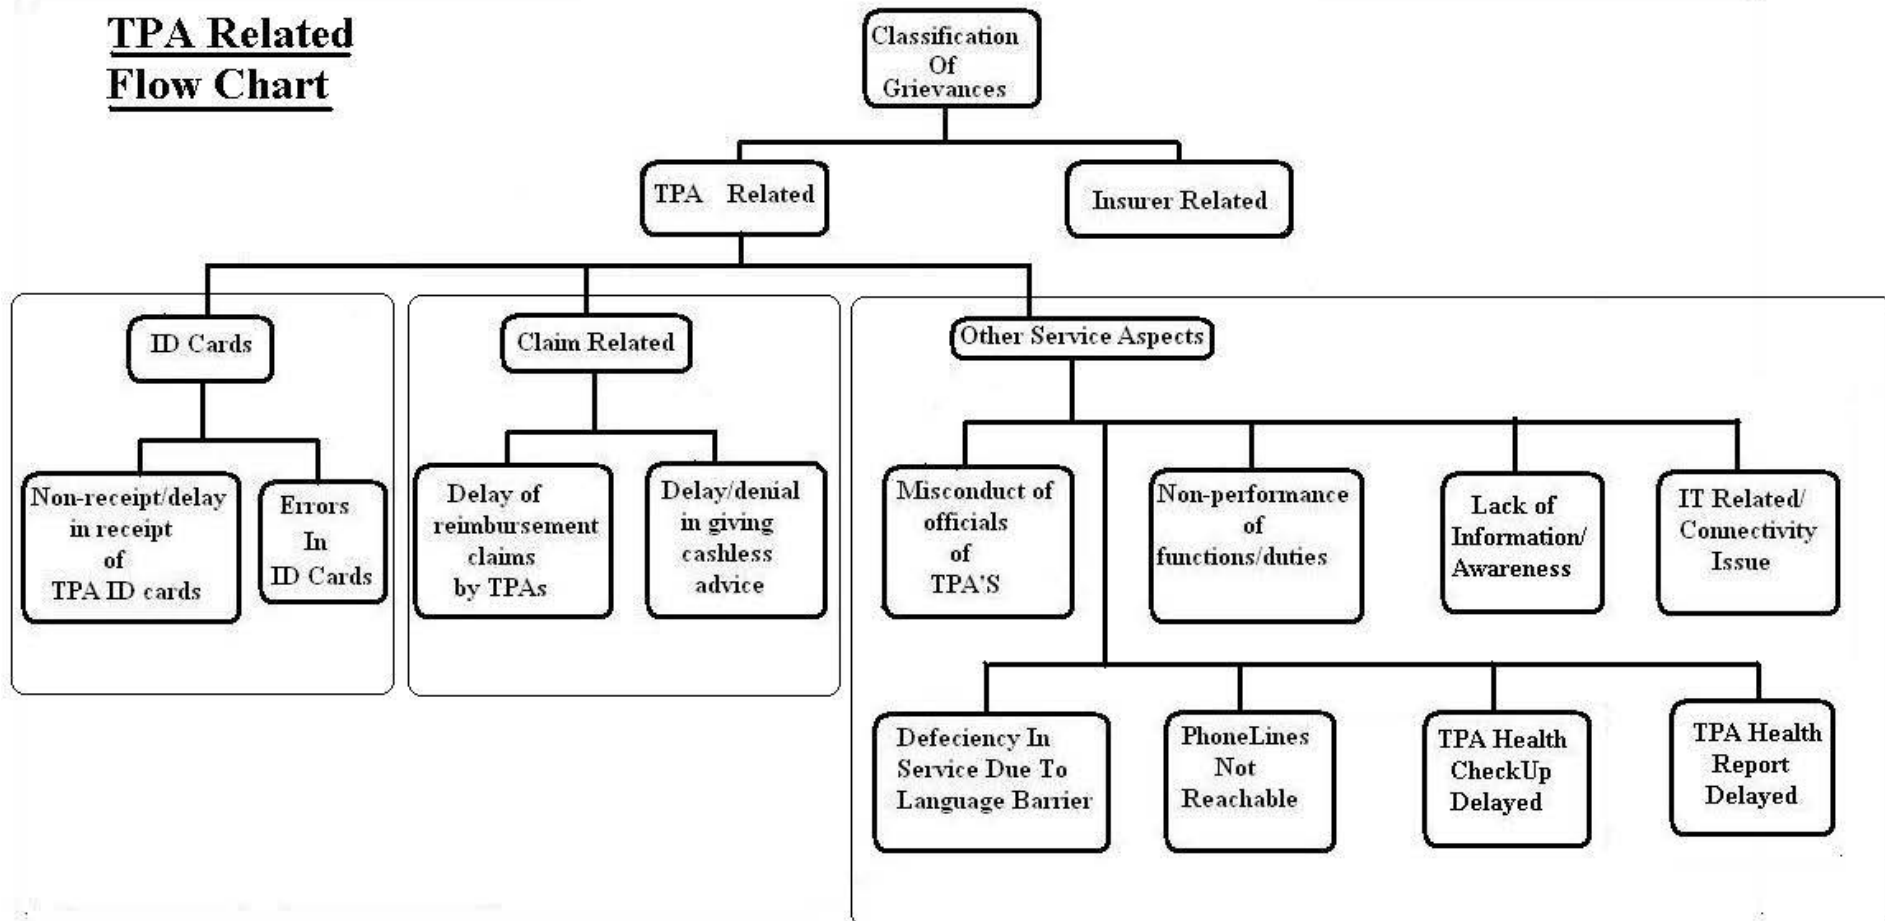 TPA Related
Flow Chart
Classification
Of
Grievances
TPA Related
Insurer Related
ID Cards
Claim Related
Other Service Aspects
Non-receipt/delay
in receipt
of
TPA ID cards
Errors
In
ID Cards
Delay of
reimbursement
claims
by TPAs
Delay/denial
in giving
cashless
advice
Misconduct of
officials
of
TPA'S
Non-performance
of
functions/duties
Lack of
Information/
Awareness
IT Related/
Connectivity
Issue
Defeciency In
Service Due To
Language Barrier
PhoneLines
Not
Reachable
TPA Health
CheckUp
Delayed
TPA Health
Report
Delayed